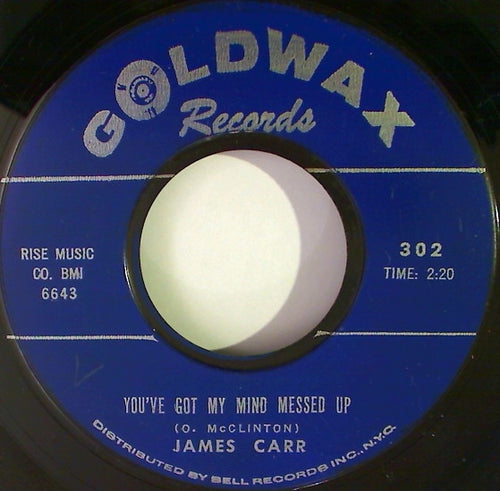 GOLDWAX
Records
RISE MUSIC
CO. BMI
6643
302
TIME: 2:20
YOU'VE GOT MY MIND MESSED UP
(O. McCLINTON)
JAMES CARR
DISTRIBUTED BY BELL RECORDS INC., N.Y.C.